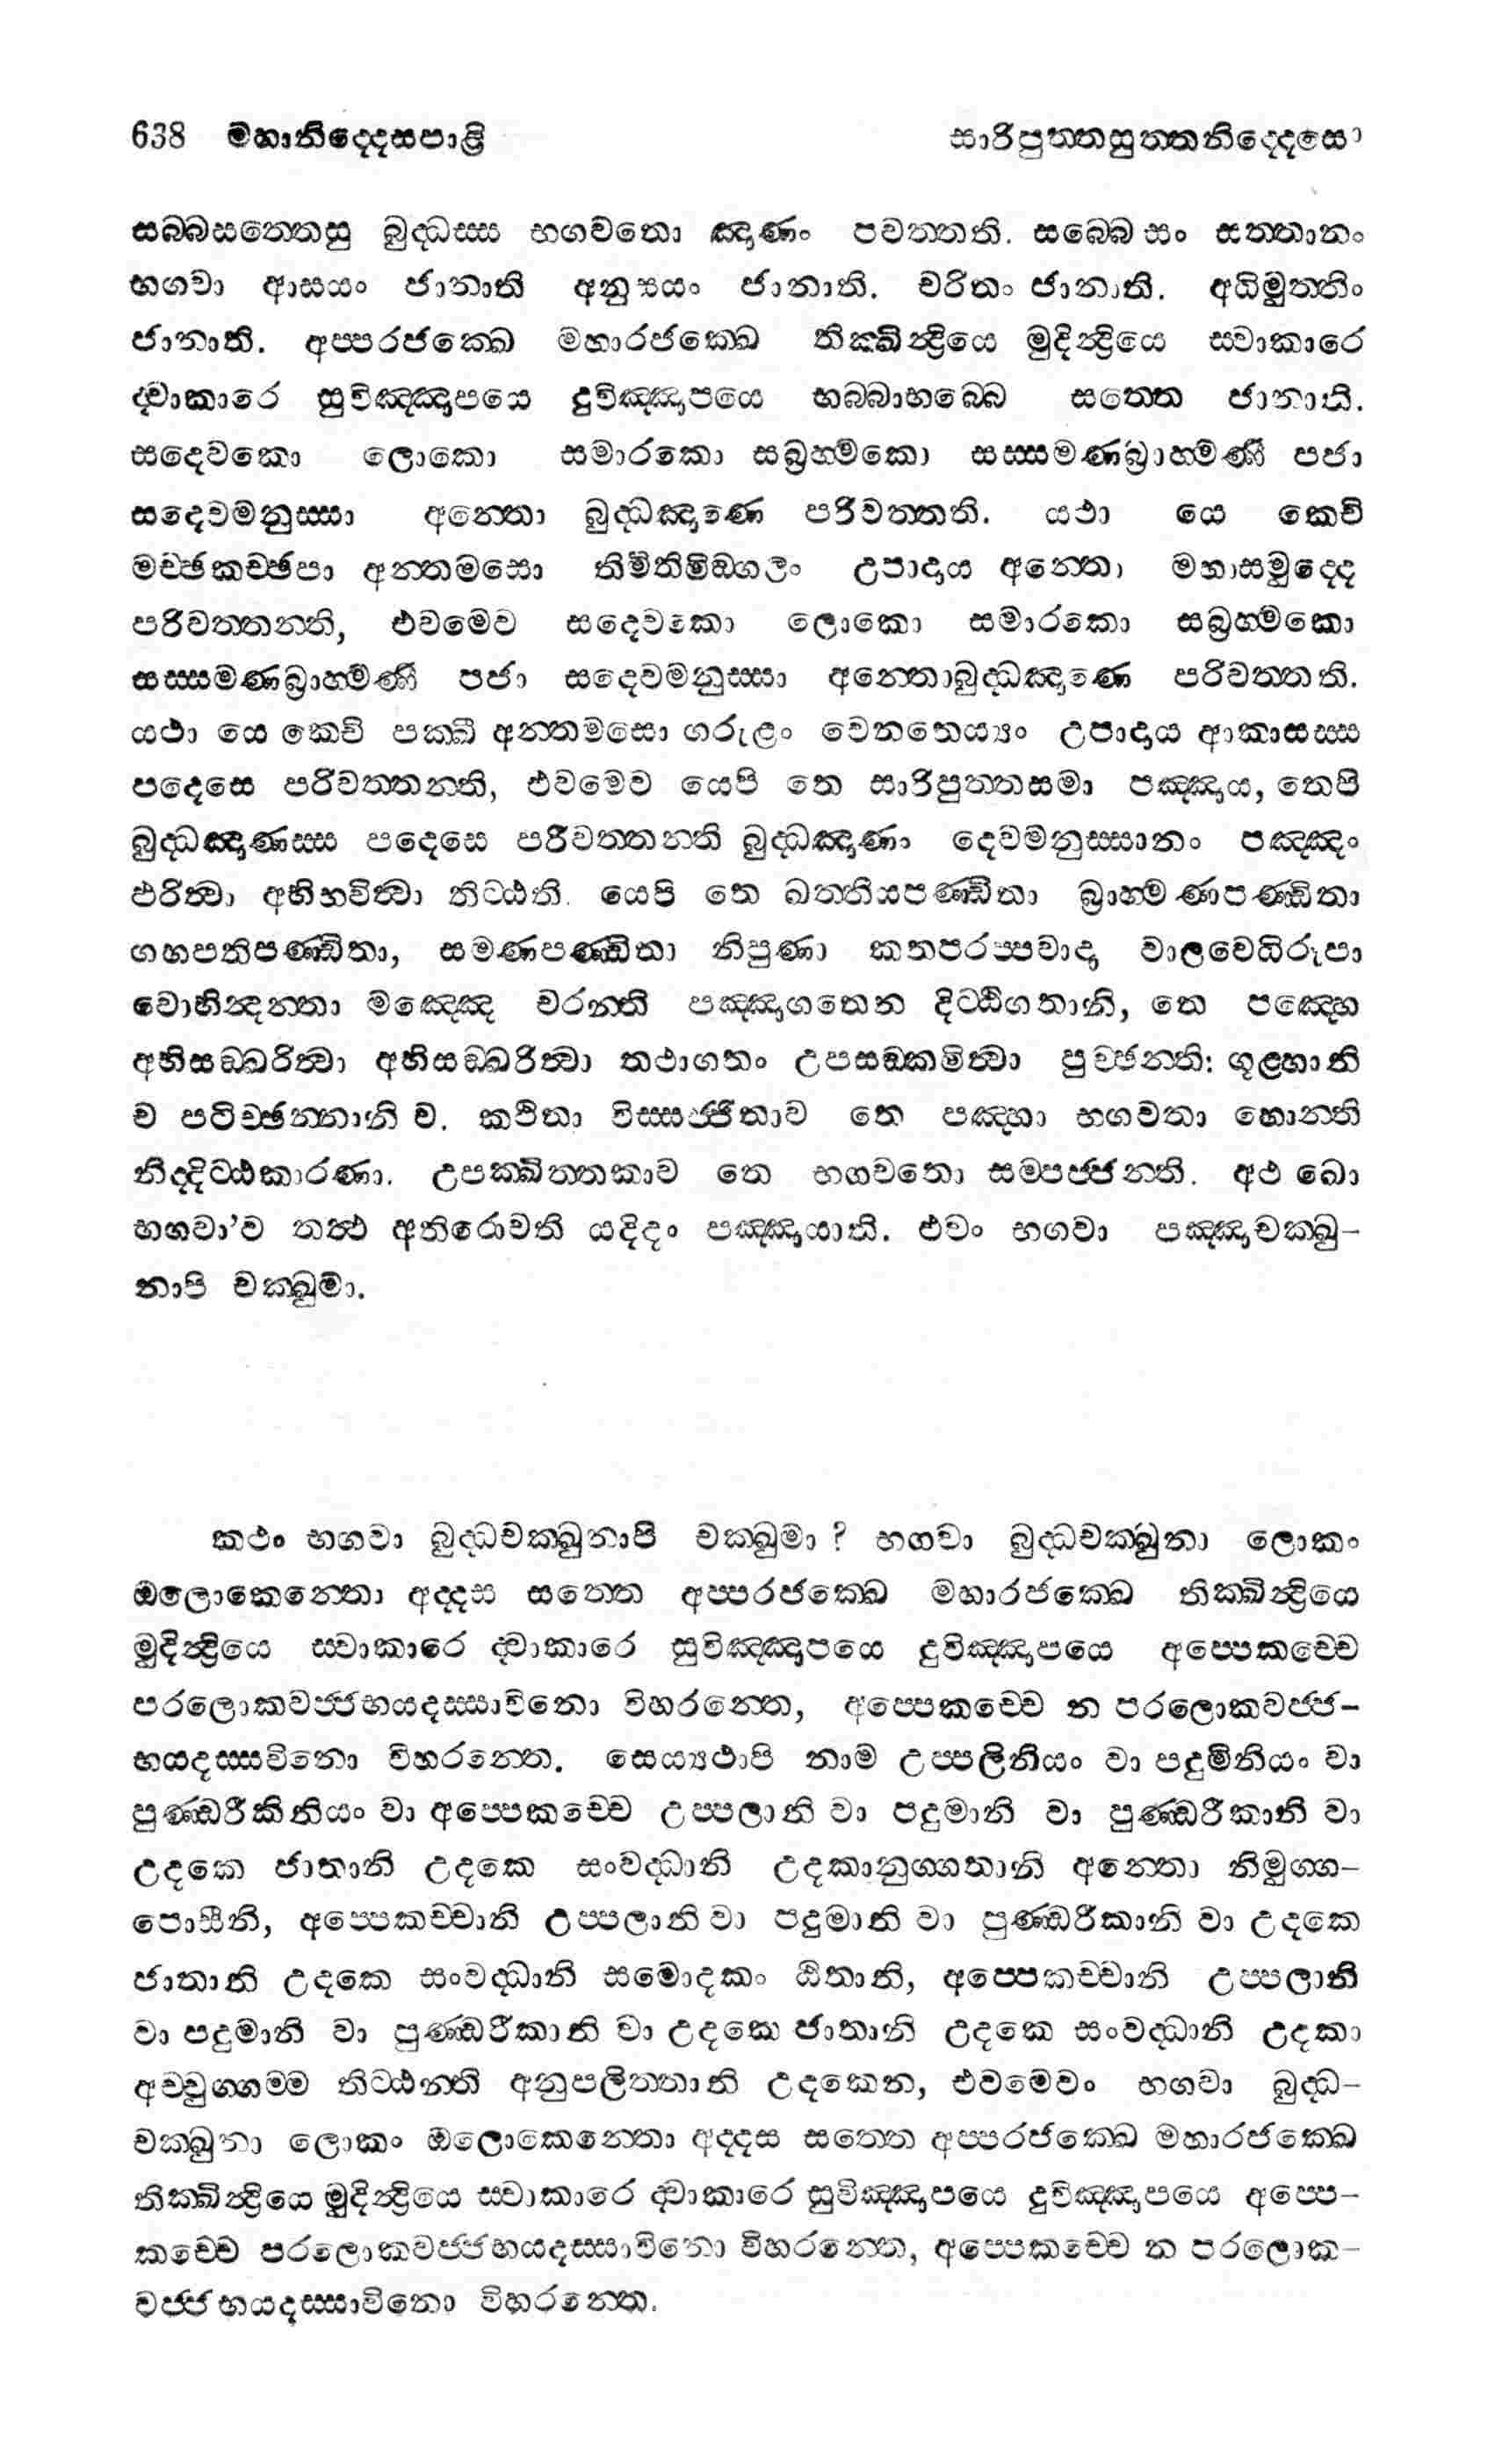 638 මහානිද්දෙසපාළි සාරිපුත්තසුත්තනිද්දෙසො
සබ්බසත්තෙසු බුද්ධස්ස භගවතො ඤාණං පවත්තති. සබ්බෙසං සත්තානං
භගවා ආසයං ජානාති අනුසයං ජානාති. චරිතං ජානාති. අධිමුත්තිං
ජානාති. අප්පරජක්ඛෙ මහාරජක්ඛෙ තික්ඛින්ද්‍රියෙ මුදින්ද්‍රියෙ ස්වාකාරෙ
ද්වාකාරෙ සුවිඤ්ඤාපයෙ දුවිඤ්ඤාපයෙ භබ්බාභබ්බෙ සත්තෙ ජානාති.
සදෙවකො ලොකො සමාරකො සබ්‍රහ්මකො සස්සමණබ්‍රාහ්මණී පජා
සදෙවමනුස්සා අන්තො බුද්ධඤාණෙ පරිවත්තති. යථා යෙ කෙචි
මච්ඡකච්ඡපා අන්තමසො තිමිතිමිඞ්ගලං උපාදාය අන්තො මහාසමුද්දෙ
පරිවත්තන්ති, එවමෙව සදෙවකො ලොකො සමාරකො සබ්‍රහ්මකො
සස්සමණබ්‍රාහ්මණී පජා සදෙවමනුස්සා අන්තොබුද්ධඤාණෙ පරිවත්තති.
යථා යෙ කෙචි පක්ඛී අන්තමසො ගරුළං වෙනතෙය්‍යං උපාදාය ආකාසස්ස
පදෙසෙ පරිවත්තන්ති, එවමෙව යෙපි තෙ සාරිපුත්තසමා පඤ්ඤාය, තෙපි
බුද්ධඤාණස්ස පදෙසෙ පරිවත්තන්ති බුද්ධඤාණං දෙවමනුස්සානං පඤ්ඤං
ඵරිත්වා අභිභවිත්වා තිට්ඨති. යෙපි තෙ ඛත්තියපණ්ඩිතා බ්‍රාහ්මණපණ්ඩිතා
ගහපතිපණ්ඩිතා, සමණපණ්ඩිතා නිපුණා කතපරප්පවාදා වාලවෙධිරූපා
වොභින්දන්තා මඤ්ඤෙ චරන්ති පඤ්ඤාගතෙන දිට්ඨිගතානි, තෙ පඤ්හෙ
අභිසඞ්ඛරිත්වා අභිසඞ්ඛරිත්වා තථාගතං උපසඞ්කමිත්වා පුච්ඡන්ති: ගූළ්හානි
ච පටිච්ඡන්නානි ච. කථිතා විස්සජ්ජිතාව තෙ පඤ්හා භගවතා හොන්ති
නිද්දිට්ඨකාරණා. උපක්ඛිත්තකාව තෙ භගවතො සම්පජ්ජන්ති. අථ ඛො
භගවා'ව තත්ථ අතිරොචති යදිදං පඤ්ඤායාති. එවං භගවා පඤ්ඤාචක්ඛු-
නාපි චක්ඛුමා.
කථං භගවා බුද්ධචක්ඛුනාපි චක්ඛුමා ? භගවා බුද්ධචක්ඛුනා ලොකං
ඔලොකෙන්තො අද්දස සත්තෙ අප්පරජක්ඛෙ මහාරජක්ඛෙ තික්ඛින්ද්‍රියෙ
මුදින්ද්‍රියෙ ස්වාකාරෙ ද්වාකාරෙ සුවිඤ්ඤාපයෙ දුවිඤ්ඤාපයෙ අප්පෙකච්චෙ
පරලොකවජ්ජභයදස්සාවිනො විහරන්තෙ, අප්පෙකච්චෙ න පරලොකවජ්ජ-
භයදස්සවිනො විහරන්තෙ. සෙය්‍යථාපි නාම උප්පලිනියං වා පදුමිනියං වා
පුණ්ඩරීකිනියං වා අප්පෙකච්චෙ උප්පලානි වා පදුමානි වා පුණ්ඩරීකානි වා
උදකෙ ජාතානි උදකෙ සංවද්ධානි උදකානුග්ගතානි අන්තො නිමුග්ග-
පොසීනි, අප්පෙකච්චානි උප්පලානි වා පදුමානි වා පුණ්ඩරීකානි වා උදකෙ
ජාතානි උදකෙ සංවද්ධානි සමොදකං ඨිතානි, අප්පෙකච්චානි උප්පලානි
වා පදුමානි වා පුණ්ඩරීකානි වා උදකෙ ජාතානි උදකෙ සංවද්ධානි උදකා
අච්චුග්ගම්ම තිට්ඨන්ති අනුපලිත්තානි උදකෙන, එවමෙවං භගවා බුද්ධ-
චක්ඛුනා ලොකං ඔලොකෙන්තො අද්දස සත්තෙ අප්පරජක්ඛෙ මහාරජක්ඛෙ
තික්ඛින්ද්‍රියෙ මුදින්ද්‍රියෙ ස්වාකාරෙ ද්වාකාරෙ සුවිඤ්ඤාපයෙ දුවිඤ්ඤාපයෙ අප්පෙ-
කච්චෙ පරලොකවජ්ජභයදස්සාවිනො විහරන්තෙ, අප්පෙකච්චෙ න පරලොක-
වජ්ජභයදස්සාවිනො විහරන්තෙ.